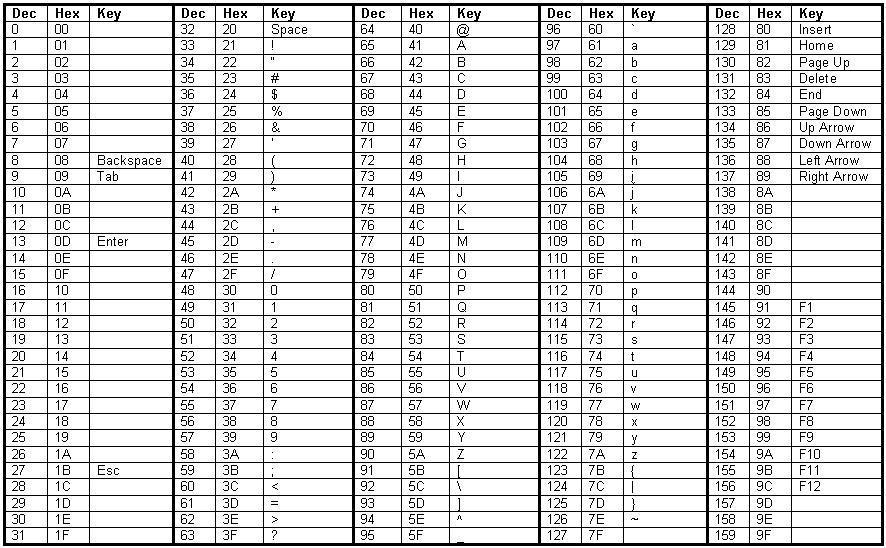 Dec Hex Key Dec Hex Key Dec Hex Key Dec Hex Key Dec Hex Key
0 00 32 20 Space 64 40 @ 96 60 ` 128 80 Insert
1 01 33 21 ! 65 41 A 97 61 a 129 81 Home
2 02 34 22 " 66 42 B 98 62 b 130 82 Page Up
3 03 35 23 # 67 43 C 99 63 c 131 83 Delete
4 04 36 24 $ 68 44 D 100 64 d 132 84 End
5 05 37 25 % 69 45 E 101 65 e 133 85 Page Down
6 06 38 26 & 70 46 F 102 66 f 134 86 Up Arrow
7 07 39 27 ' 71 47 G 103 67 g 135 87 Down Arrow
8 08 Backspace 40 28 ( 72 48 H 104 68 h 136 88 Left Arrow
9 09 Tab 41 29 ) 73 49 I 105 69 i 137 89 Right Arrow
10 0A 42 2A * 74 4A J 106 6A j 138 8A
11 0B 43 2B + 75 4B K 107 6B k 139 8B
12 0C 44 2C , 76 4C L 108 6C l 140 8C
13 0D Enter 45 2D - 77 4D M 109 6D m 141 8D
14 0E 46 2E . 78 4E N 110 6E n 142 8E
15 0F 47 2F / 79 4F O 111 6F o 143 8F
16 10 48 30 0 80 50 P 112 70 p 144 90
17 11 49 31 1 81 51 Q 113 71 q 145 91 F1
18 12 50 32 2 82 52 R 114 72 r 146 92 F2
19 13 51 33 3 83 53 S 115 73 s 147 93 F3
20 14 52 34 4 84 54 T 116 74 t 148 94 F4
21 15 53 35 5 85 55 U 117 75 u 149 95 F5
22 16 54 36 6 86 56 V 118 76 v 150 96 F6
23 17 55 37 7 87 57 W 119 77 w 151 97 F7
24 18 56 38 8 88 58 X 120 78 x 152 98 F8
25 19 57 39 9 89 59 Y 121 79 y 153 99 F9
26 1A 58 3A : 90 5A Z 122 7A z 154 9A F10
27 1B Esc 59 3B ; 91 5B [ 123 7B { 155 9B F11
28 1C 60 3C < 92 5C \ 124 7C | 156 9C F12
29 1D 61 3D = 93 5D ] 125 7D } 157 9D
30 1E 62 3E > 94 5E ^ 126 7E ~ 158 9E
31 1F 63 3F ? 95 5F _ 127 7F 159 9F